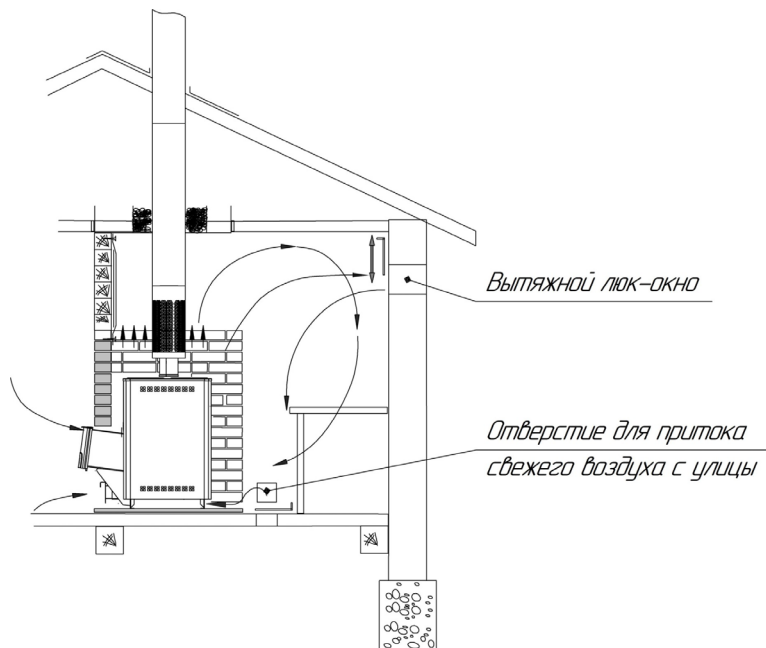 Вытяжной люк-окно
Отверстие для притока
свежего воздуха с улицы